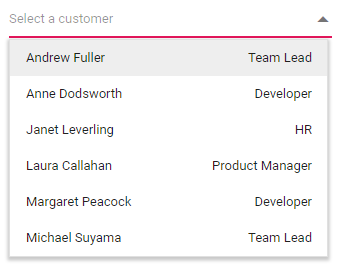 Select a customer
Andrew Fuller Team Lead
Anne Dodsworth Developer
Janet Leverling HR
Laura Callahan Product Manager
Margaret Peacock Developer
Michael Suyama Team Lead